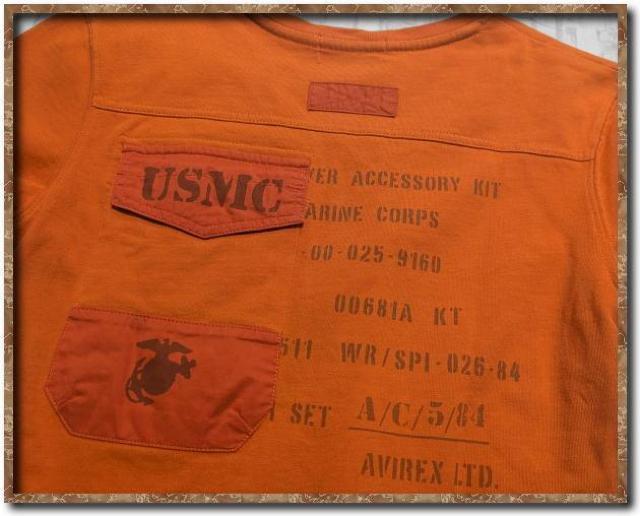 USMC
VER ACCESSORY KIT
ARINE CORPS
-00-025-9160
00681A KT
511 WR/SPI-026-84
SET A/C/5/84
AVIREX LTD.